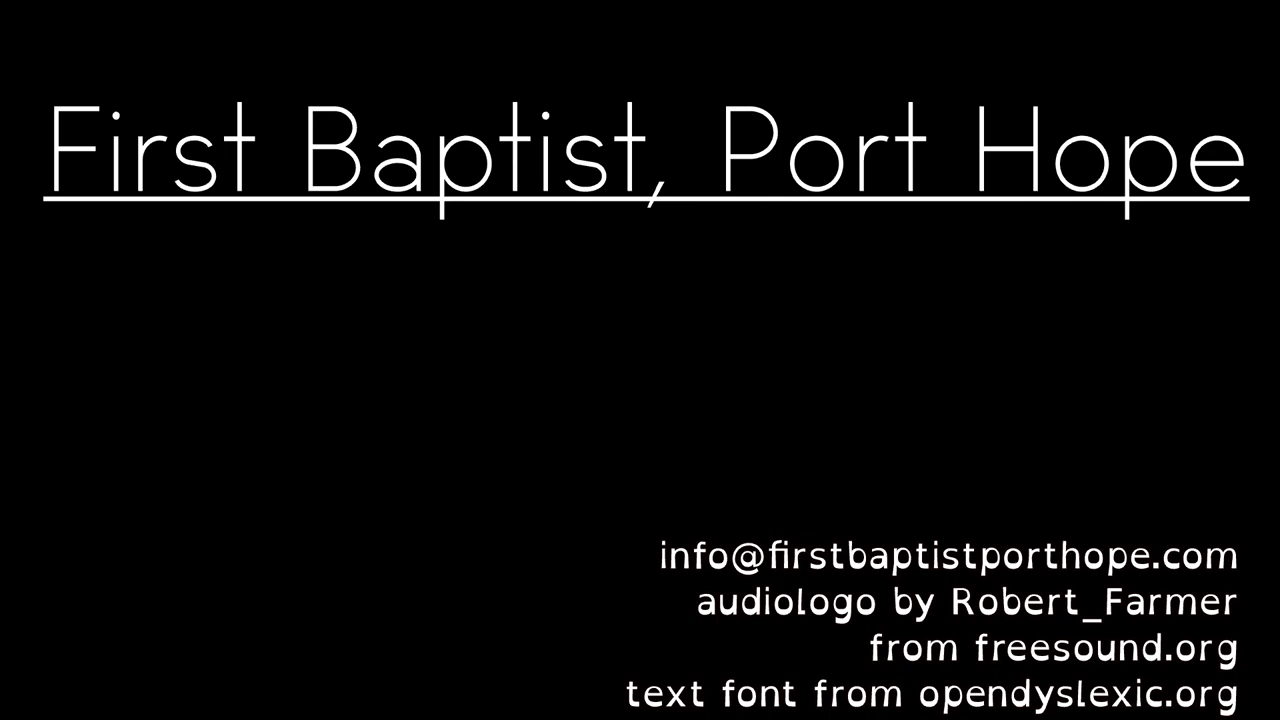 First Baptist, Port Hope
info@firstbaptistporthope.com
audiologo by Robert_Farmer
from freesound.org
text font from opendyslexic.org